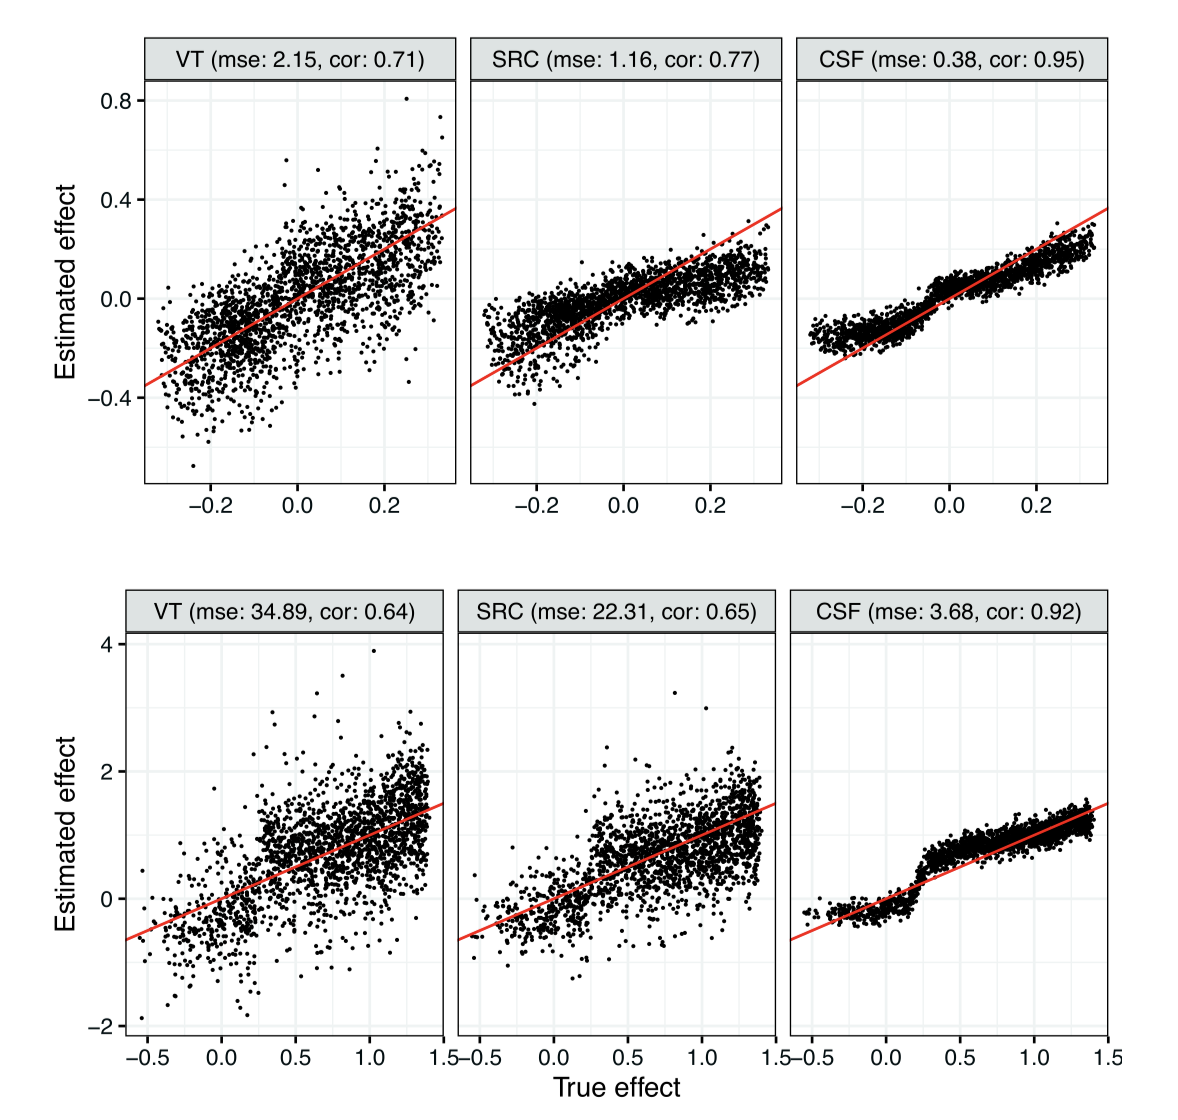 VT (mse: 2.15, cor: 0.71) SRC (mse: 1.16, cor: 0.77) CSF (mse: 0.38, cor: 0.95)
0.8
0.4
0.0
−0.4
Estimated effect
−0.2 0.0 0.2 −0.2 0.0 0.2 −0.2 0.0 0.2
VT (mse: 34.89, cor: 0.64) SRC (mse: 22.31, cor: 0.65) CSF (mse: 3.68, cor: 0.92)
4
2
0
−2
Estimated effect
−0.5 0.0 0.5 1.0 1.5 −0.5 0.0 0.5 1.0 1.5 −0.5 0.0 0.5 1.0 1.5
True effect